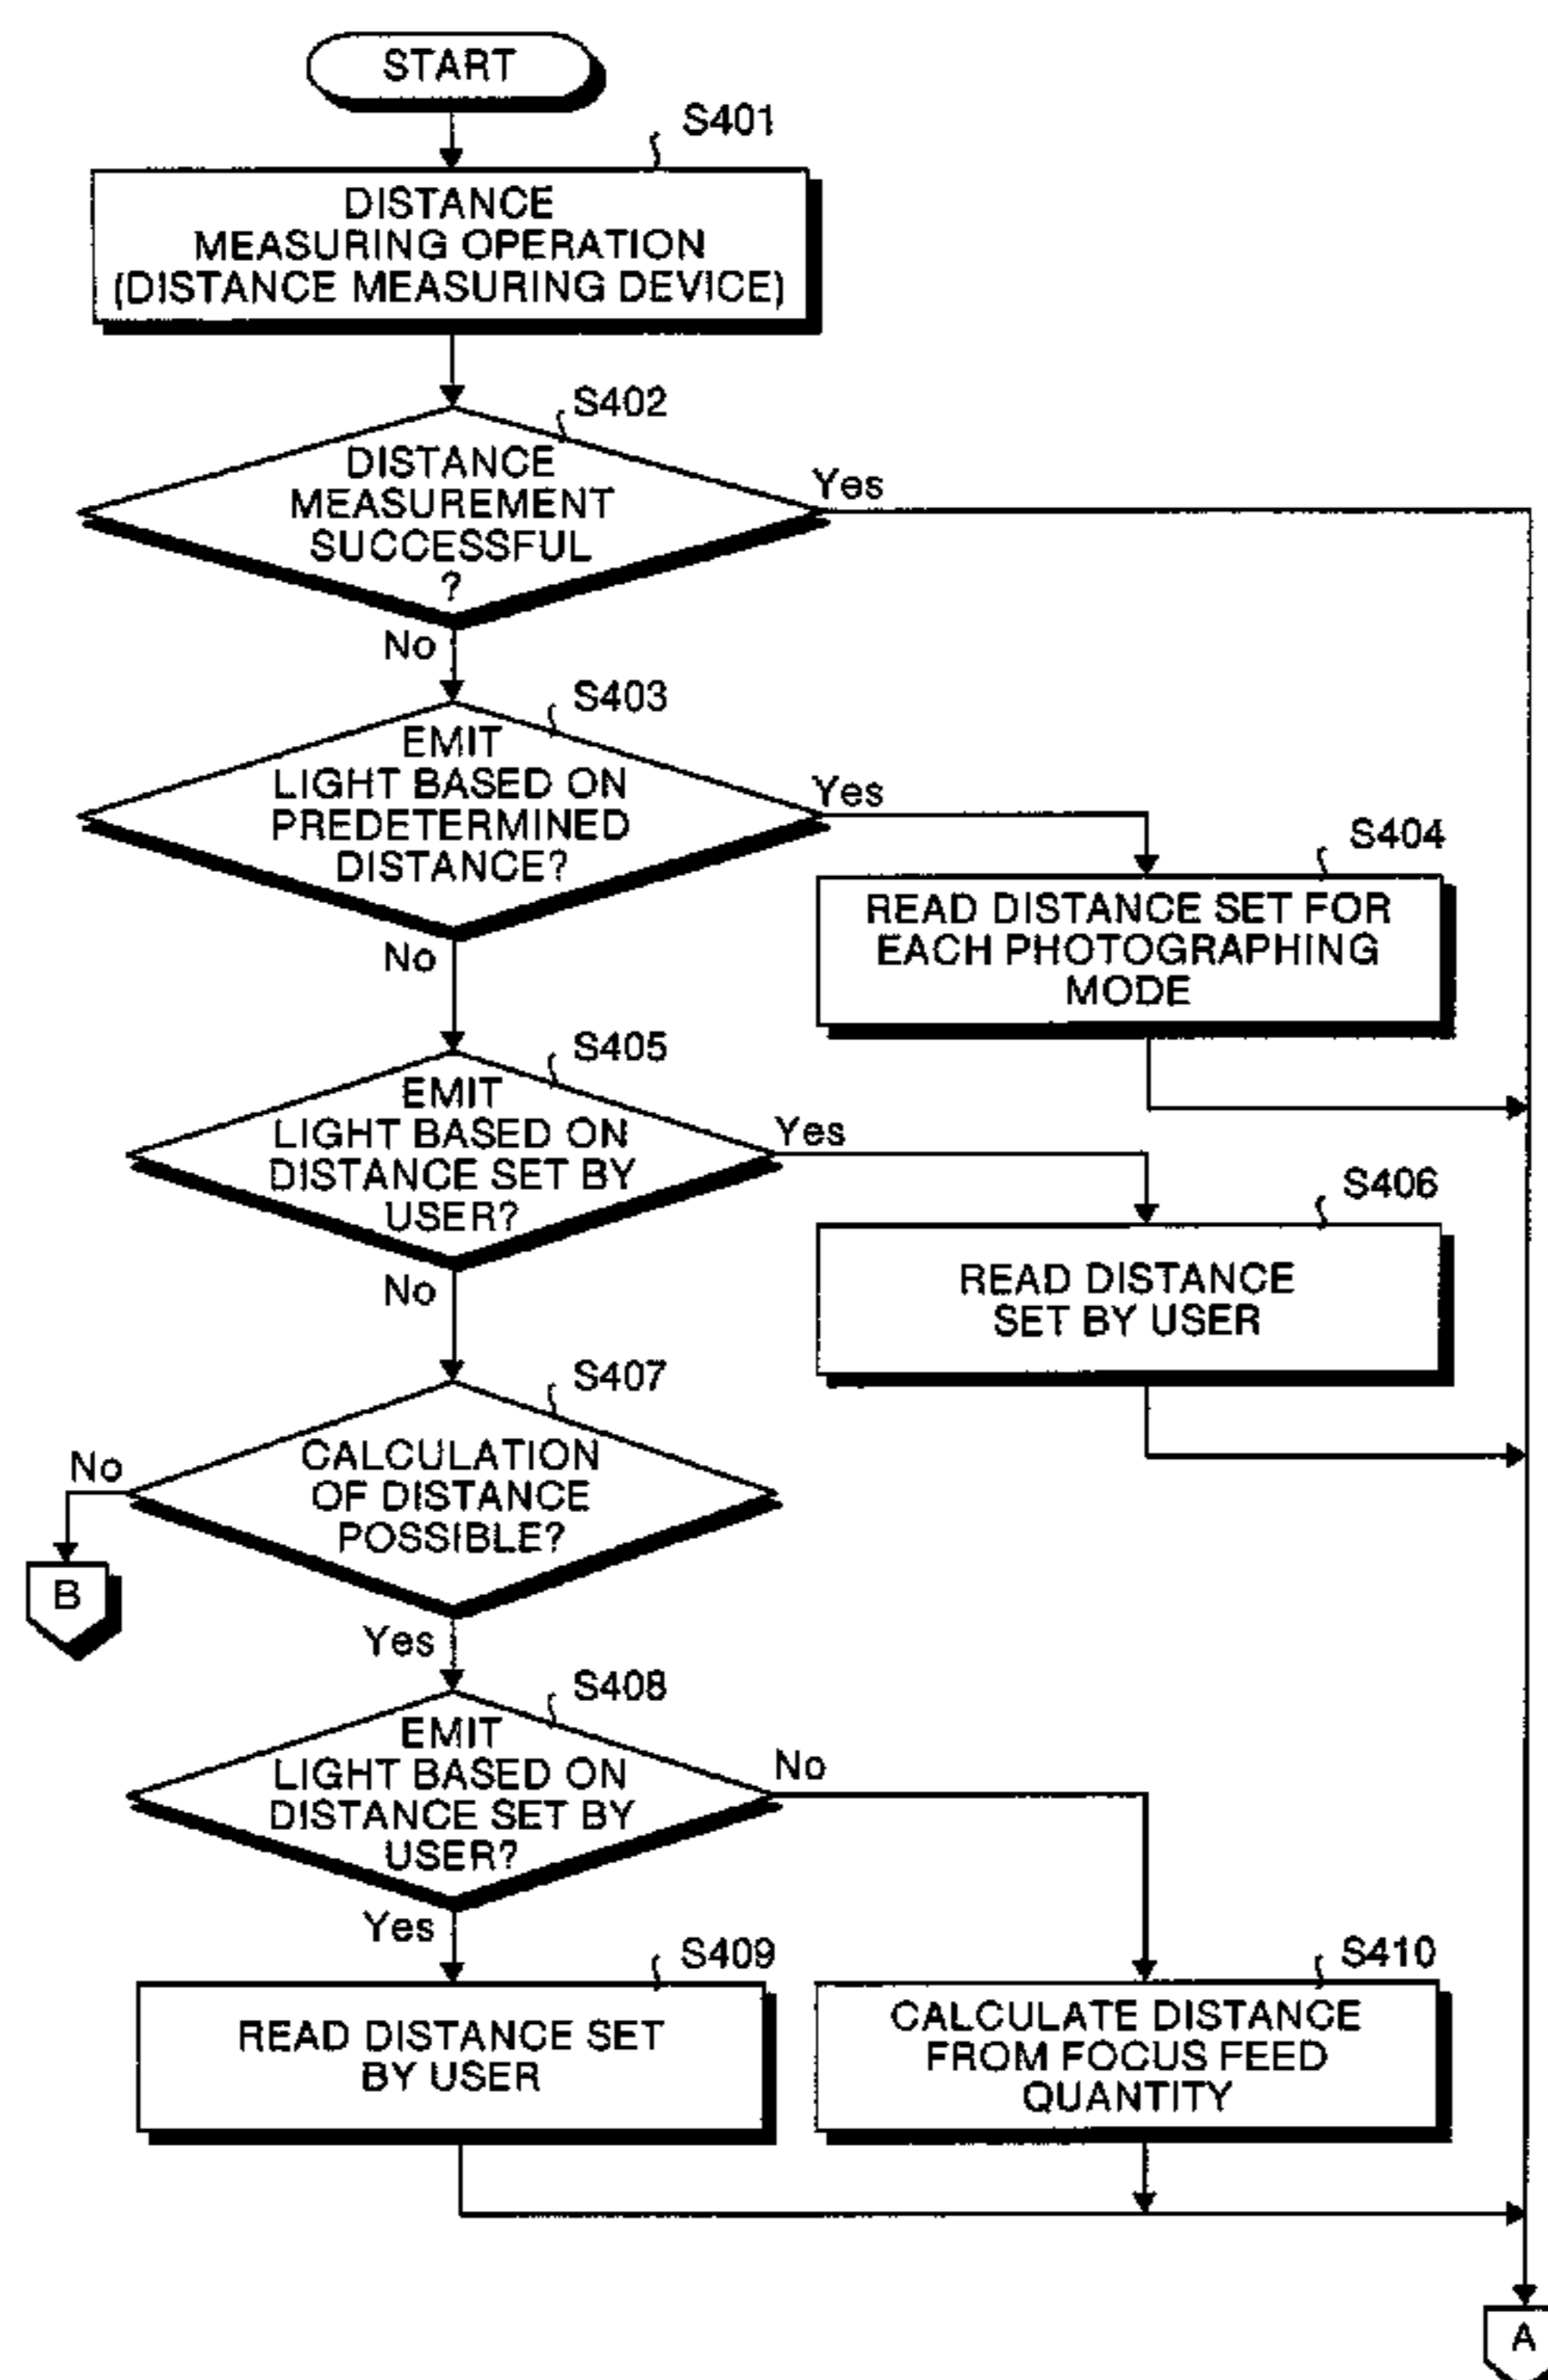 START
S401
DISTANCE
MEASURING OPERATION
(DISTANCE MEASURING DEVICE)
S402
DISTANCE
MEASUREMENT
SUCCESSFUL
?
Yes
No
S403
EMIT
LIGHT BASED ON
PREDETERMINED
DISTANCE?
Yes
No
S404
READ DISTANCE SET FOR
EACH PHOTOGRAPHING
MODE
S405
EMIT
LIGHT BASED ON
DISTANCE SET BY
USER?
Yes
No
S406
READ DISTANCE
SET BY USER
S407
CALCULATION
OF DISTANCE
POSSIBLE?
No
B
Yes
S408
EMIT
LIGHT BASED ON
DISTANCE SET BY
USER?
No
Yes
S409
READ DISTANCE SET
BY USER
S410
CALCULATE DISTANCE
FROM FOCUS FEED
QUANTITY
A